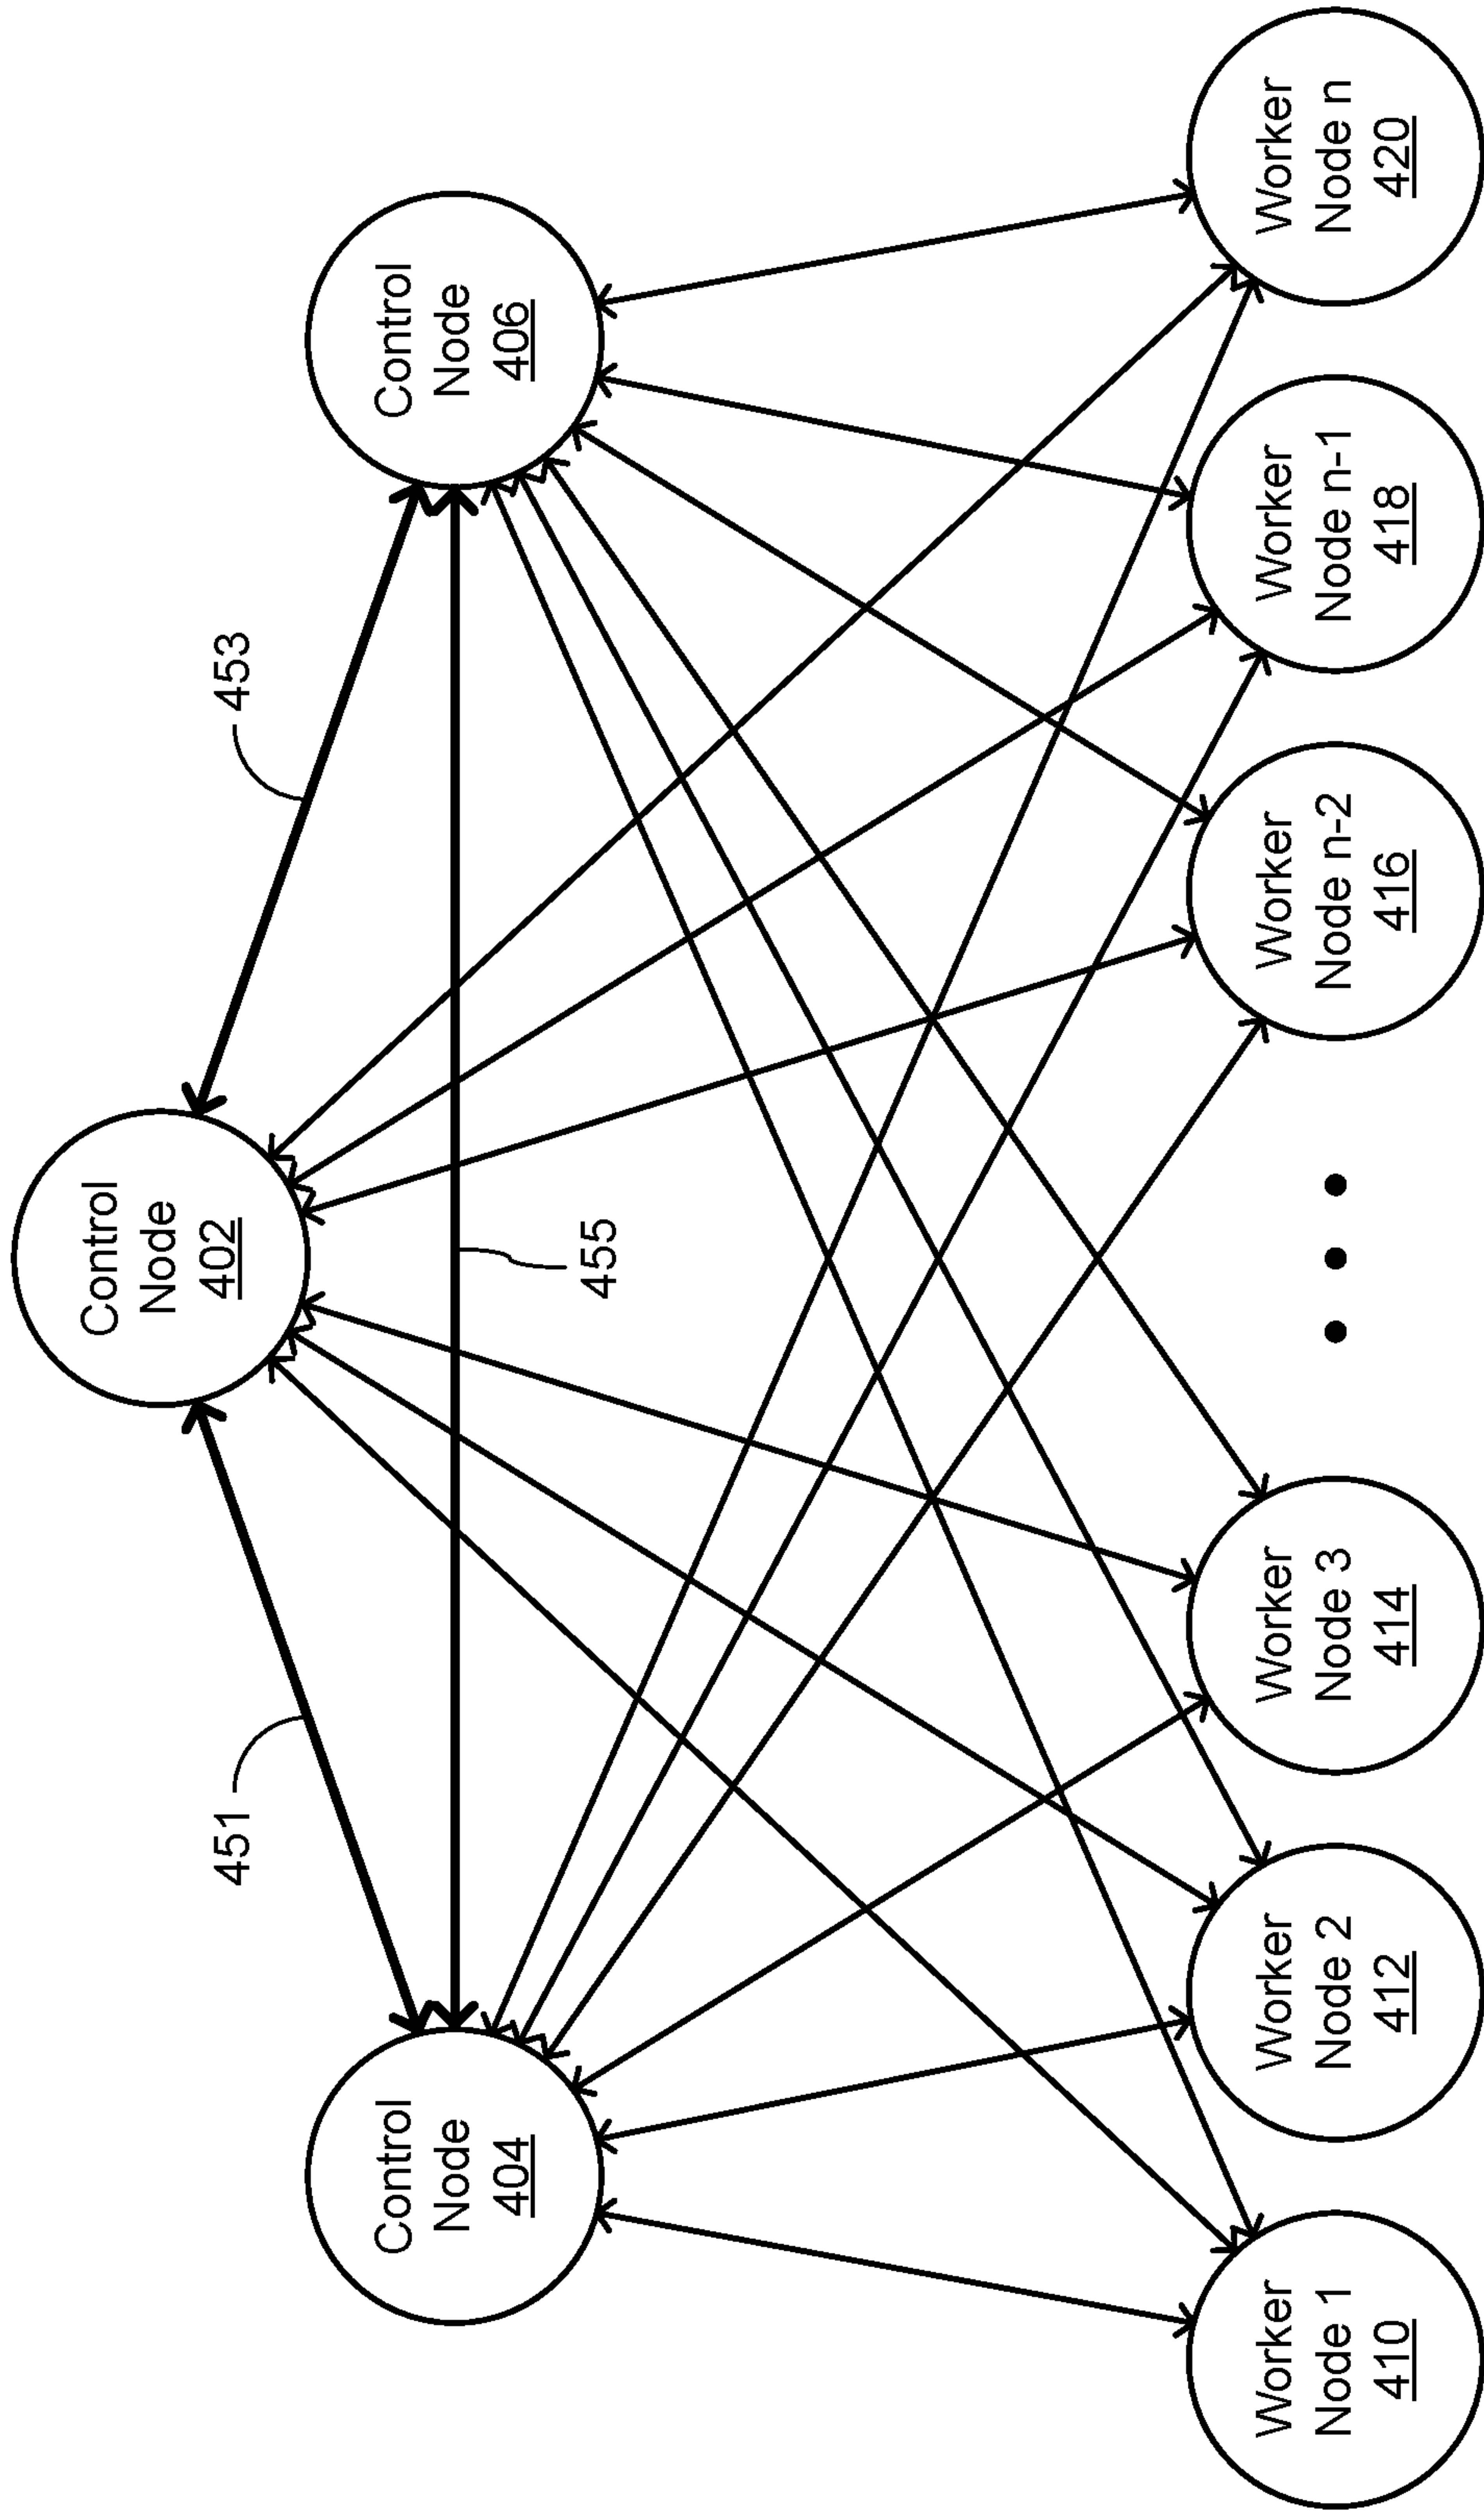 Control
Node
402
451
453
Control
Node
404
Control
Node
406
455
Worker
Node 1
410
Worker
Node 2
412
Worker
Node 3
414
Worker
Node n-2
416
Worker
Node n-1
418
Worker
Node n
420